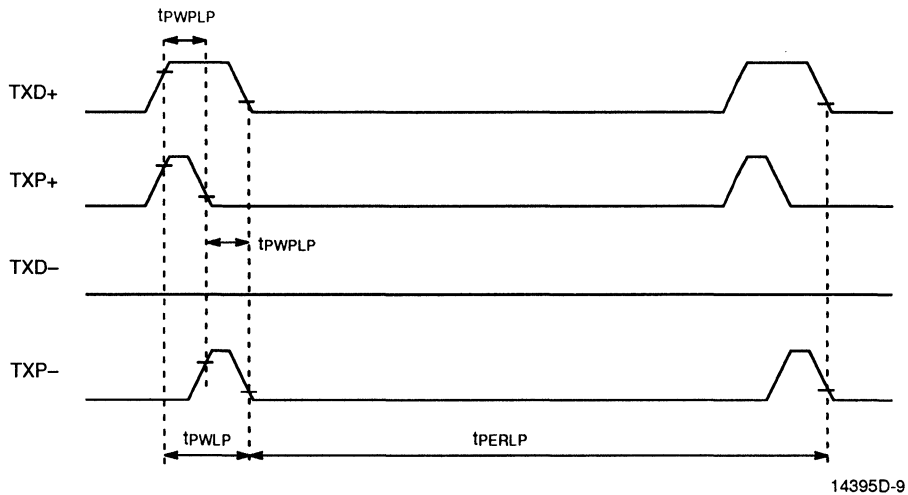 tPWPLP
TXD+
TXP+
tPWPLP
TXD–
TXP–
tPWLP
tPERLP
14395D-9